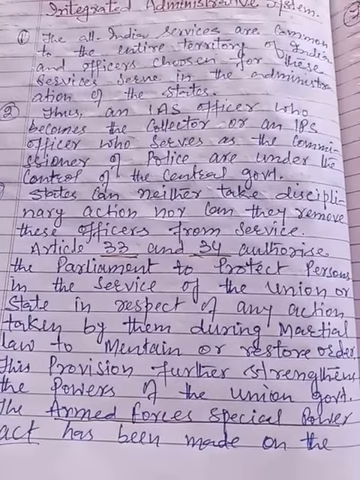 Integrated Administrative System.
① The all-India Services are common
to the entire territory of India
and officers chosen for these
services serve in the administr
ation of the states.
② Thus, an IAS officer who
becomes the collector or an IPS
officer who serves as the commi-
ssioner of Police are under the
control of the central govt.
States can neither take discipli-
nary action nor can they remove
these officers from service.
Article 33 and 34 authorise
the Parliament to Protect Persons
in the service of the union or
state in respect of any action
taken by them during Martial
law to Mentain or restore order.
This Provision further strengthens
the Powers of the union govt.
The Armed forces special Power
act has been made on the